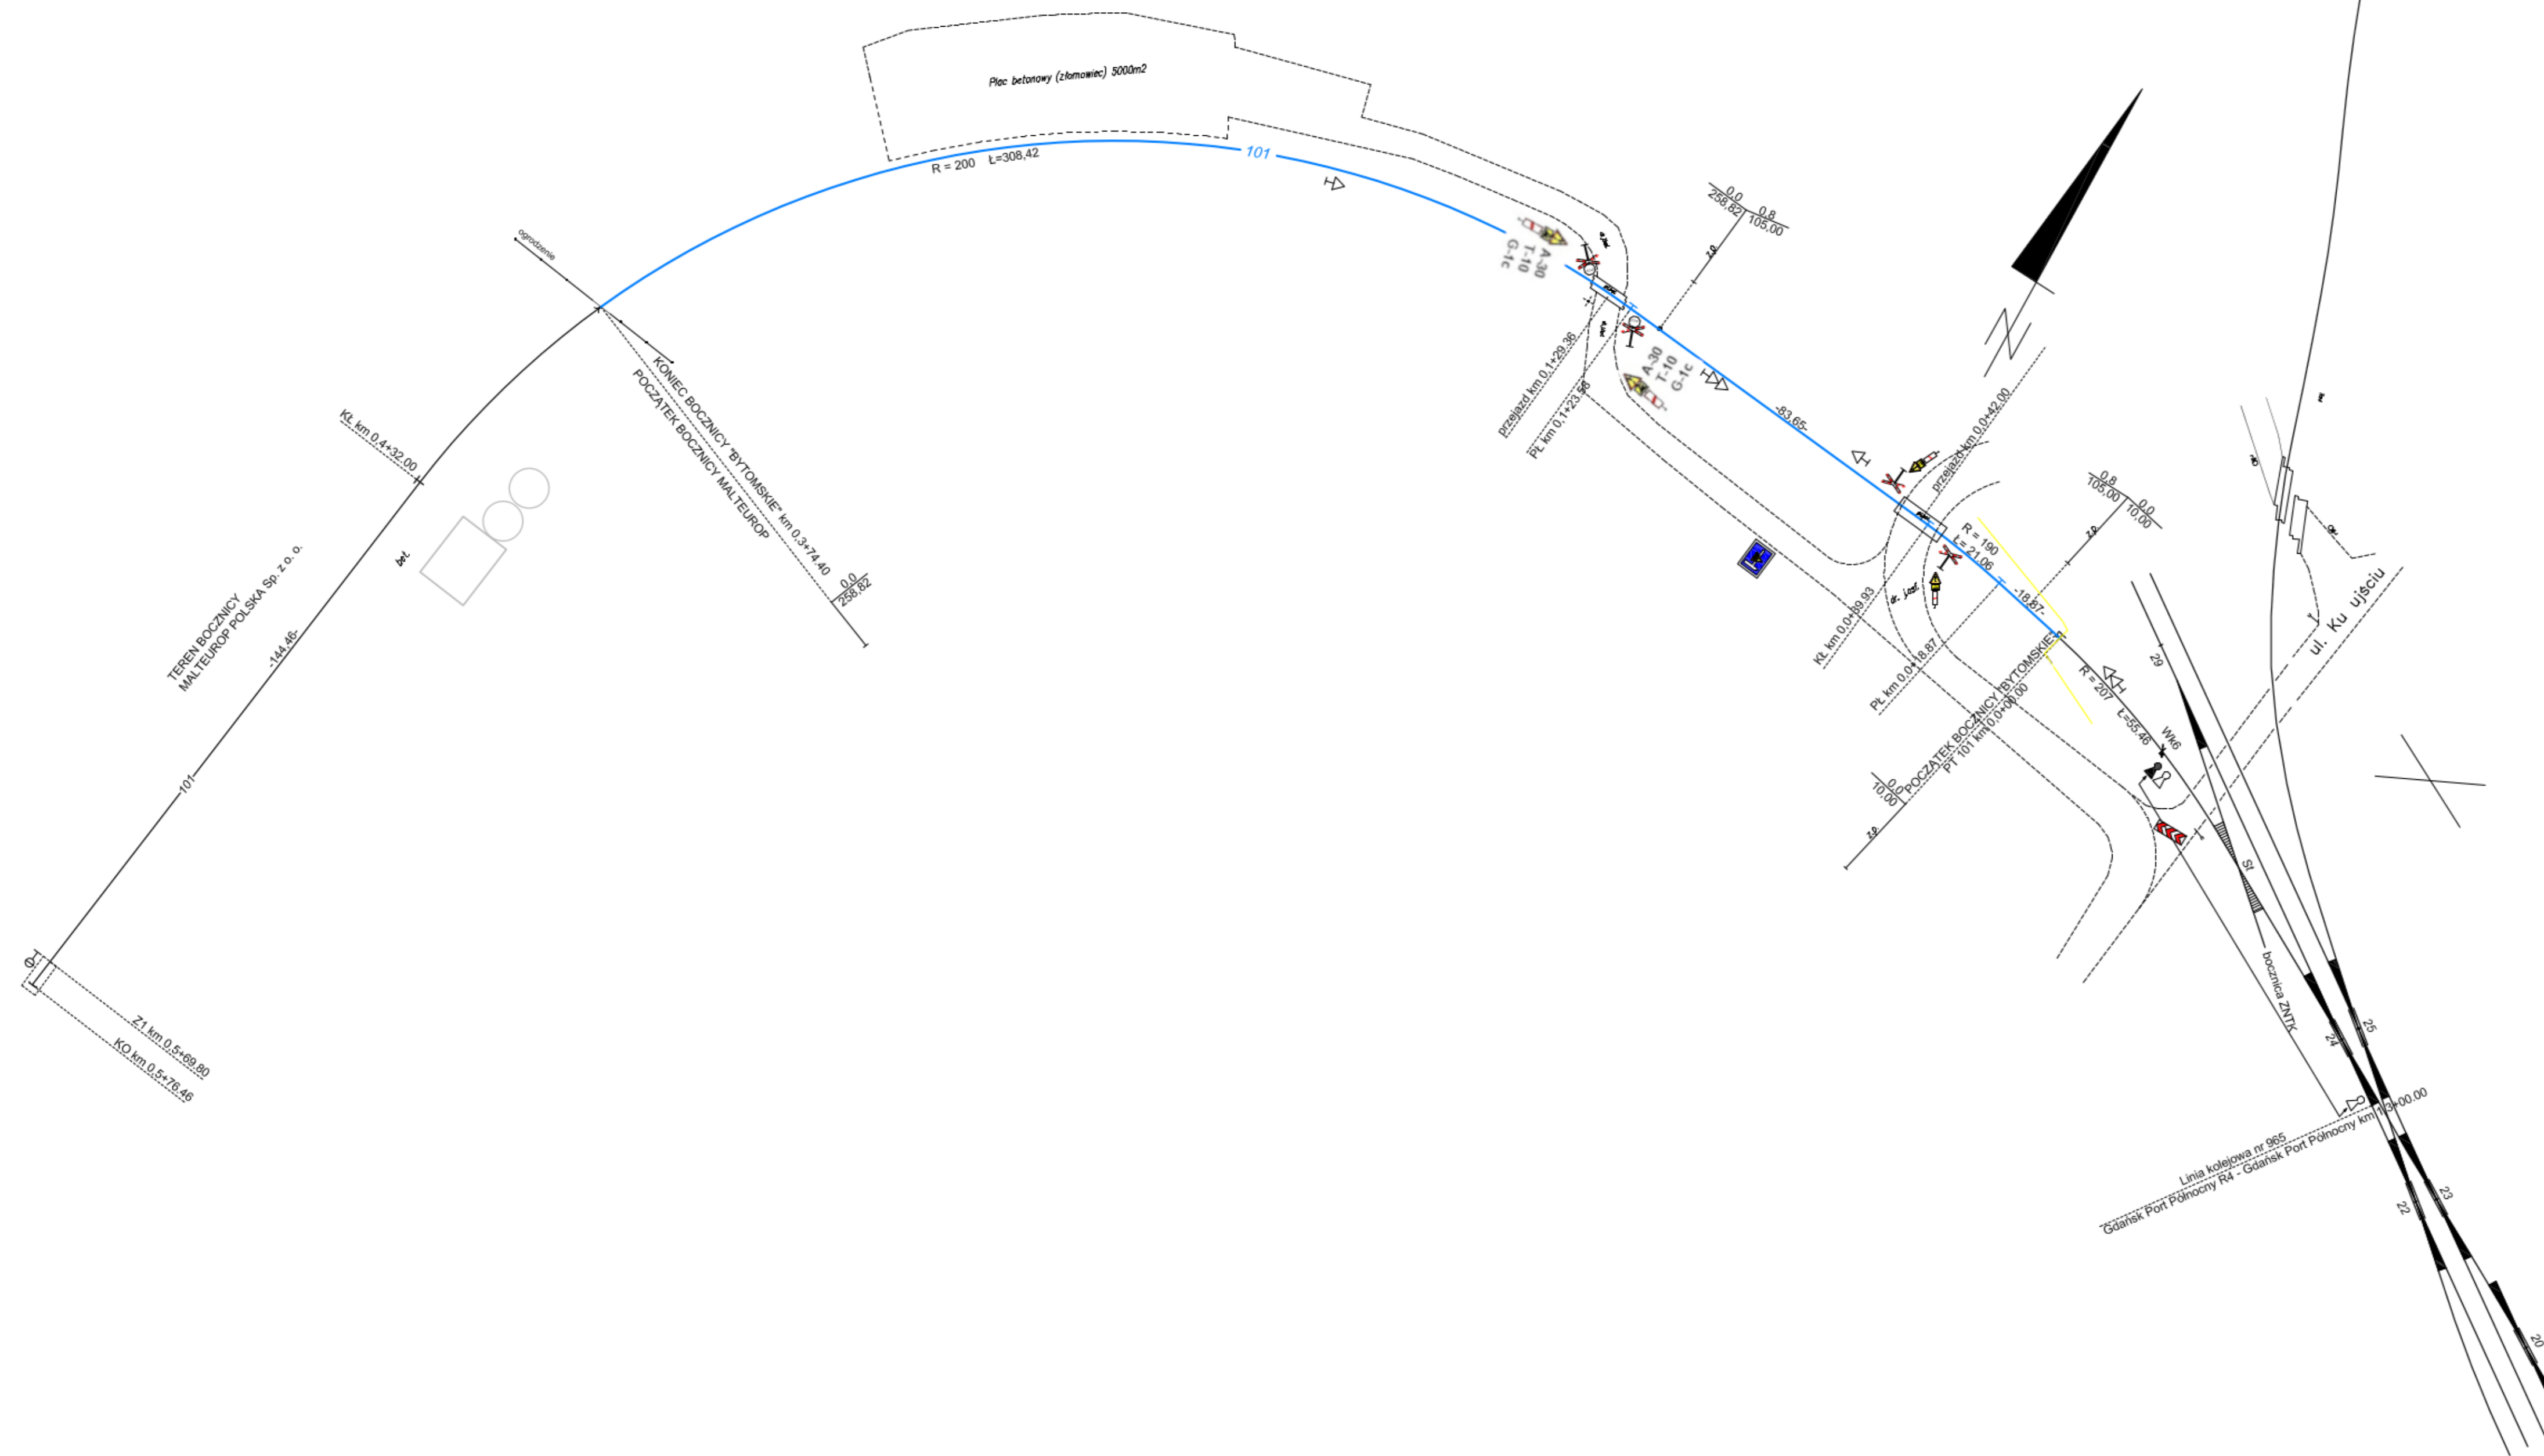 Plac betonowy (złomowiec) 5000m2
R = 200 Ł=308,42
101
ogrodzenie
KONIEC BOCZNICY "BYTOMSKIE" km 0.3+74.40
POCZĄTEK BOCZNICY MALTEUROP
0.0
258,82
KŁ km 0.4+32.00
bet
TEREN BOCZNICY
MALTEUROP POLSKA Sp. z o. o.
-144,46-
101
Z1 km 0.5+69.80
KO km 0.5+76.46
A-30
T-10
G-1c
0,0
258,82
0,8
105,00
z.p.
przejazd km 0.1+29.36
PŁ km 0.1+23.58
A-30
T-10
G-1c
-83,65-
przejazd km 0.0+42.00
0,8
105,00
0,0
10,00
z.p.
R = 190
Ł= 21,06
-18,87-
dr. j.asf.
KŁ km 0.0+39.93
PŁ km 0.0+18.87
POCZĄTEK BOCZNICY "BYTOMSKIE"
PT 101 km 0.0+00.00
0,0
10,00
z.p.
R = 207
Ł=55,46
Wk6
29
ul. Ku ujściu
St
bocznica ZNTK
24
25
Linia kolejowa nr 965
Gdańsk Port Północny R4 - Gdańsk Port Północny km 1.3+00.00
22
23
20